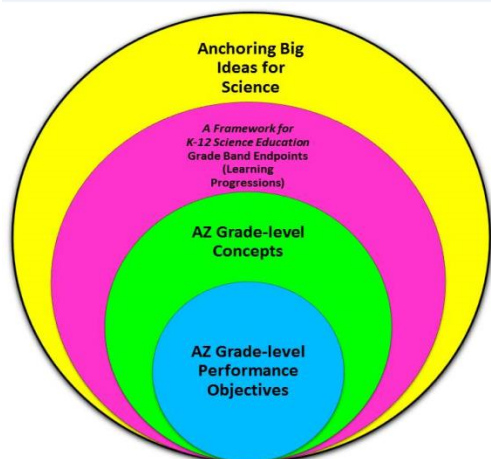 Anchoring Big
Ideas for
Science
A Framework for
K-12 Science Education
Grade Band Endpoints
(Learning
Progressions)
AZ Grade-level
Concepts
AZ Grade-level
Performance
Objectives